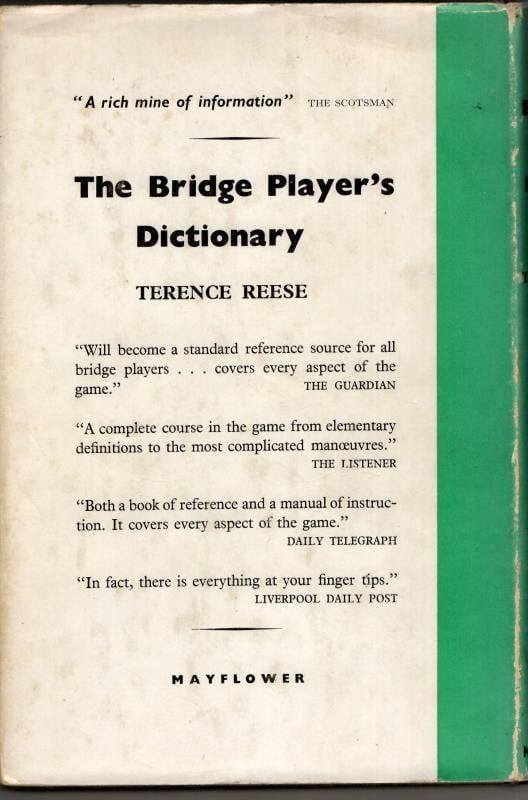 "A rich mine of information" THE SCOTSMAN
The Bridge Player's
Dictionary
TERENCE REESE
"Will become a standard reference source for all
bridge players . . . covers every aspect of the
game." THE GUARDIAN
"A complete course in the game from elementary
definitions to the most complicated manœuvres."
THE LISTENER
"Both a book of reference and a manual of instruc-
tion. It covers every aspect of the game."
DAILY TELEGRAPH
"In fact, there is everything at your finger tips."
LIVERPOOL DAILY POST
MAYFLOWER